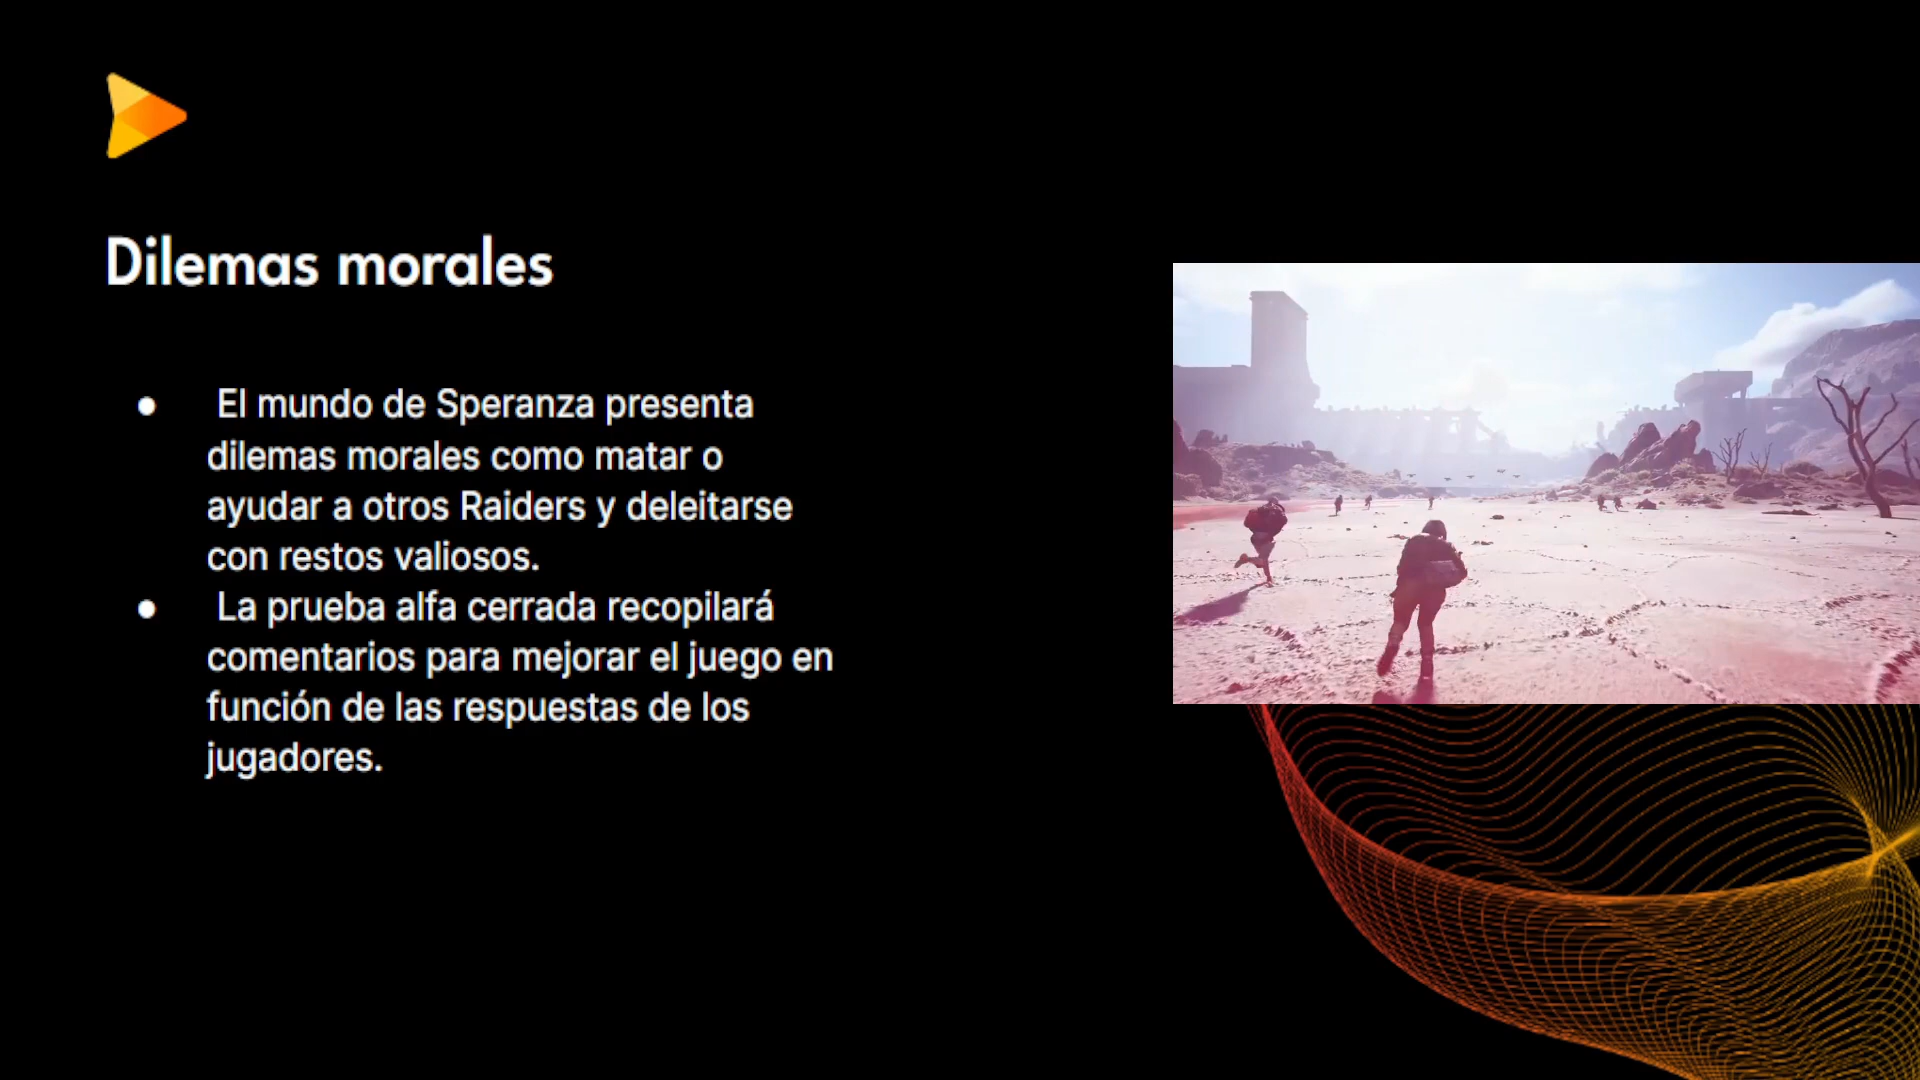 Dilemas morales
● El mundo de Speranza presenta
dilemas morales como matar o
ayudar a otros Raiders y deleitarse
con restos valiosos.
● La prueba alfa cerrada recopilará
comentarios para mejorar el juego en
función de las respuestas de los
jugadores.